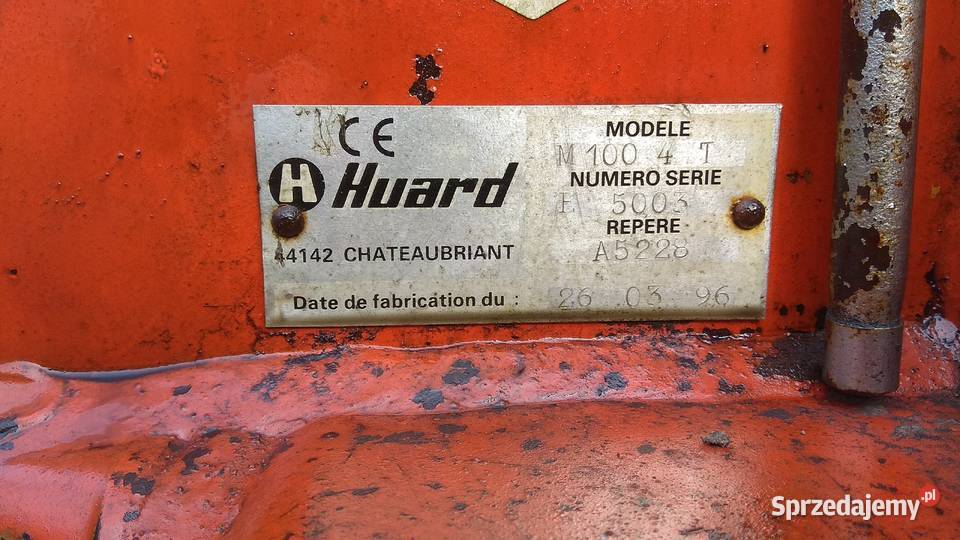 CE
H Huard
44142 CHATEAUBRIANT
Date de fabrication du : 26 03 96
MODELE
M 100 4 T
NUMERO SERIE
5003
REPERE
A5228
Sprzedajemy.pl